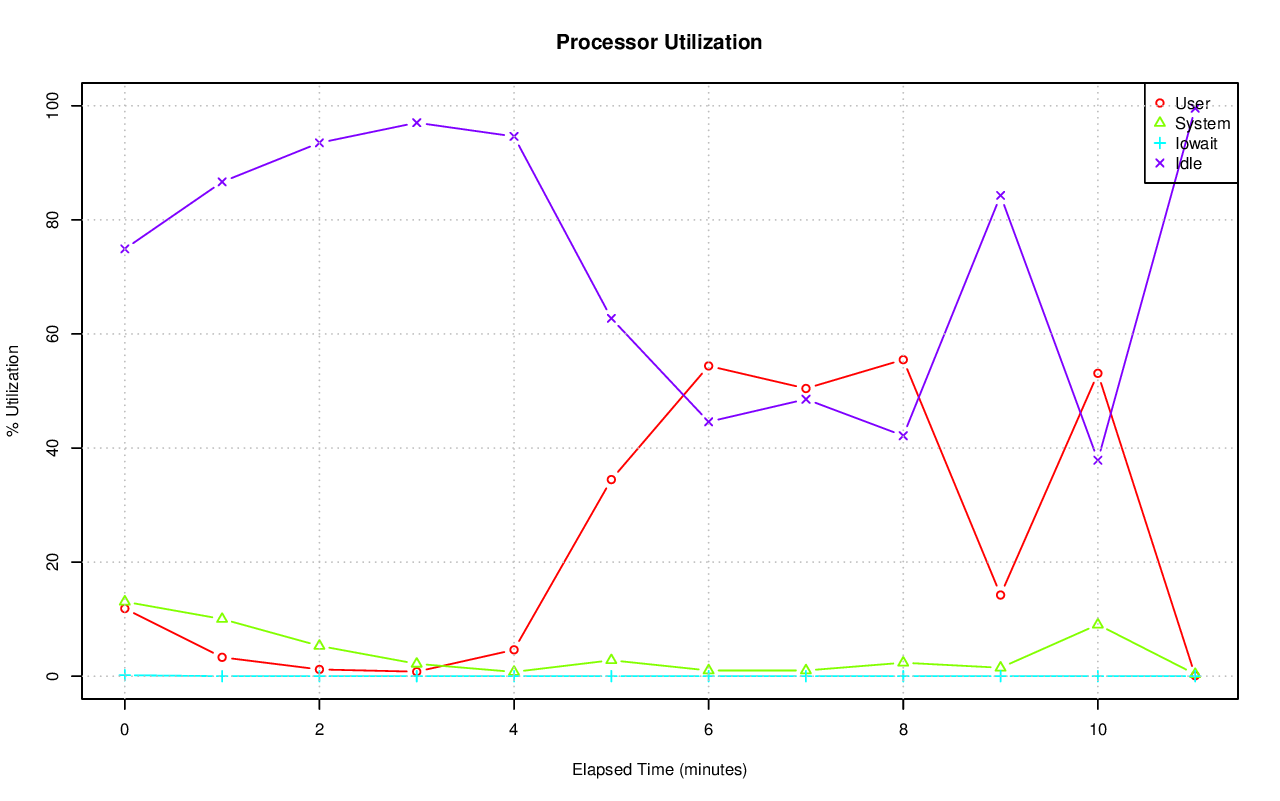 Processor Utilization
% Utilization
100
80
60
40
20
0
User
System
Iowait
Idle
0 2 4 6 8 10
Elapsed Time (minutes)